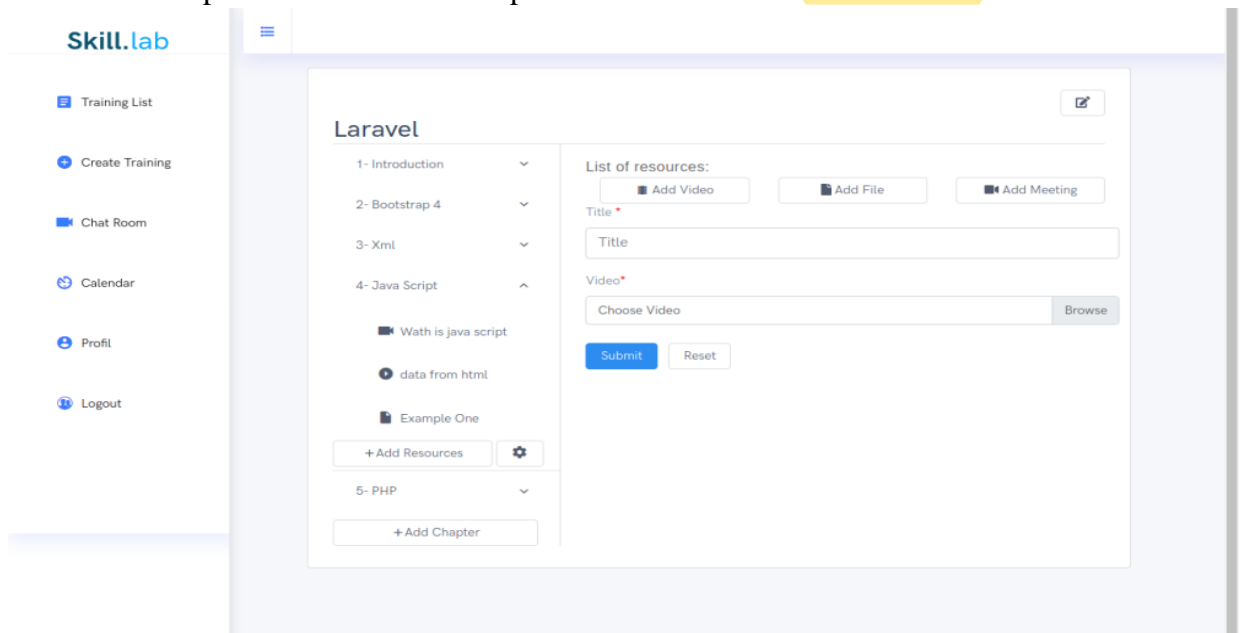 Skill.lab
Training List
Create Training
Chat Room
Calendar
Profil
Logout
Laravel
1- Introduction
2- Bootstrap 4
3- Xml
4- Java Script
Wath is java script
data from html
Example One
+Add Resources
5- PHP
+Add Chapter
List of resources:
Add Video
Add File
Add Meeting
Title *
Title
Video*
Choose Video
Browse
Submit
Reset